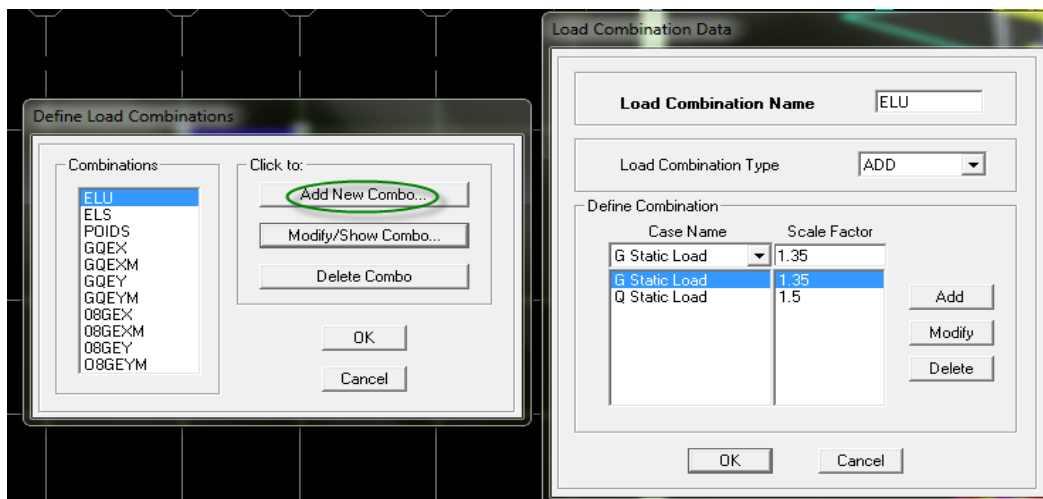 Define Load Combinations
Combinations
ELU
ELS
POIDS
GQEX
GQEXM
GQEY
GQEYM
08GEX
08GEXM
08GEY
O8GEYM
Click to:
Add New Combo...
Modify/Show Combo...
Delete Combo
OK
Cancel
Load Combination Data
Load Combination Name ELU
Load Combination Type ADD
Define Combination
Case Name Scale Factor
G Static Load 1.35
G Static Load 1.35
Q Static Load 1.5
Add
Modify
Delete
OK Cancel